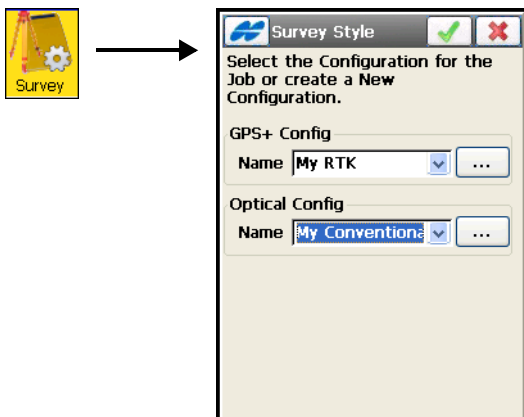 Survey
Survey Style
Select the Configuration for the
Job or create a New
Configuration.
GPS+ Config
Name My RTK ...
Optical Config
Name My Conventiona ...